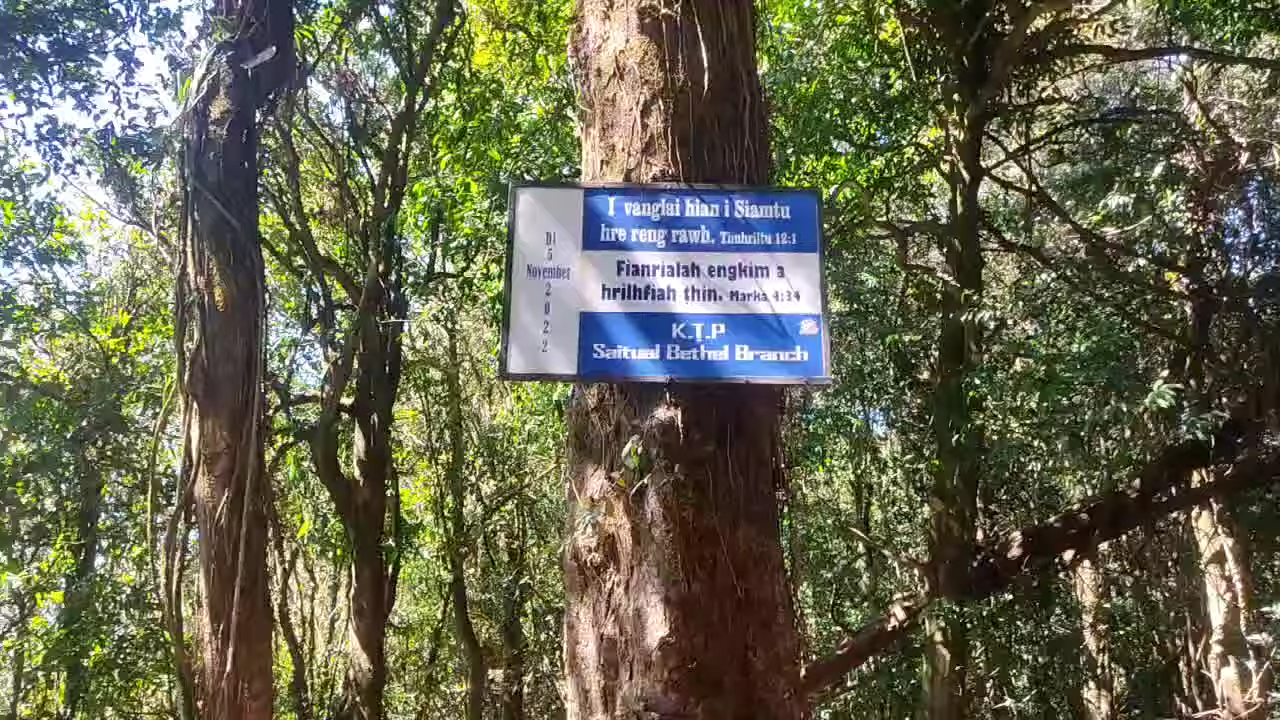 Dt
5
November
2
0
2
2
I vanglai hian i Siamtu
hre reng rawh. Thuhriltu 12:1
Fianrialah engkim a
hrilhfiah ṭhin. Marka 4:34
K.Ṭ.P
Saitual Bethel Branch